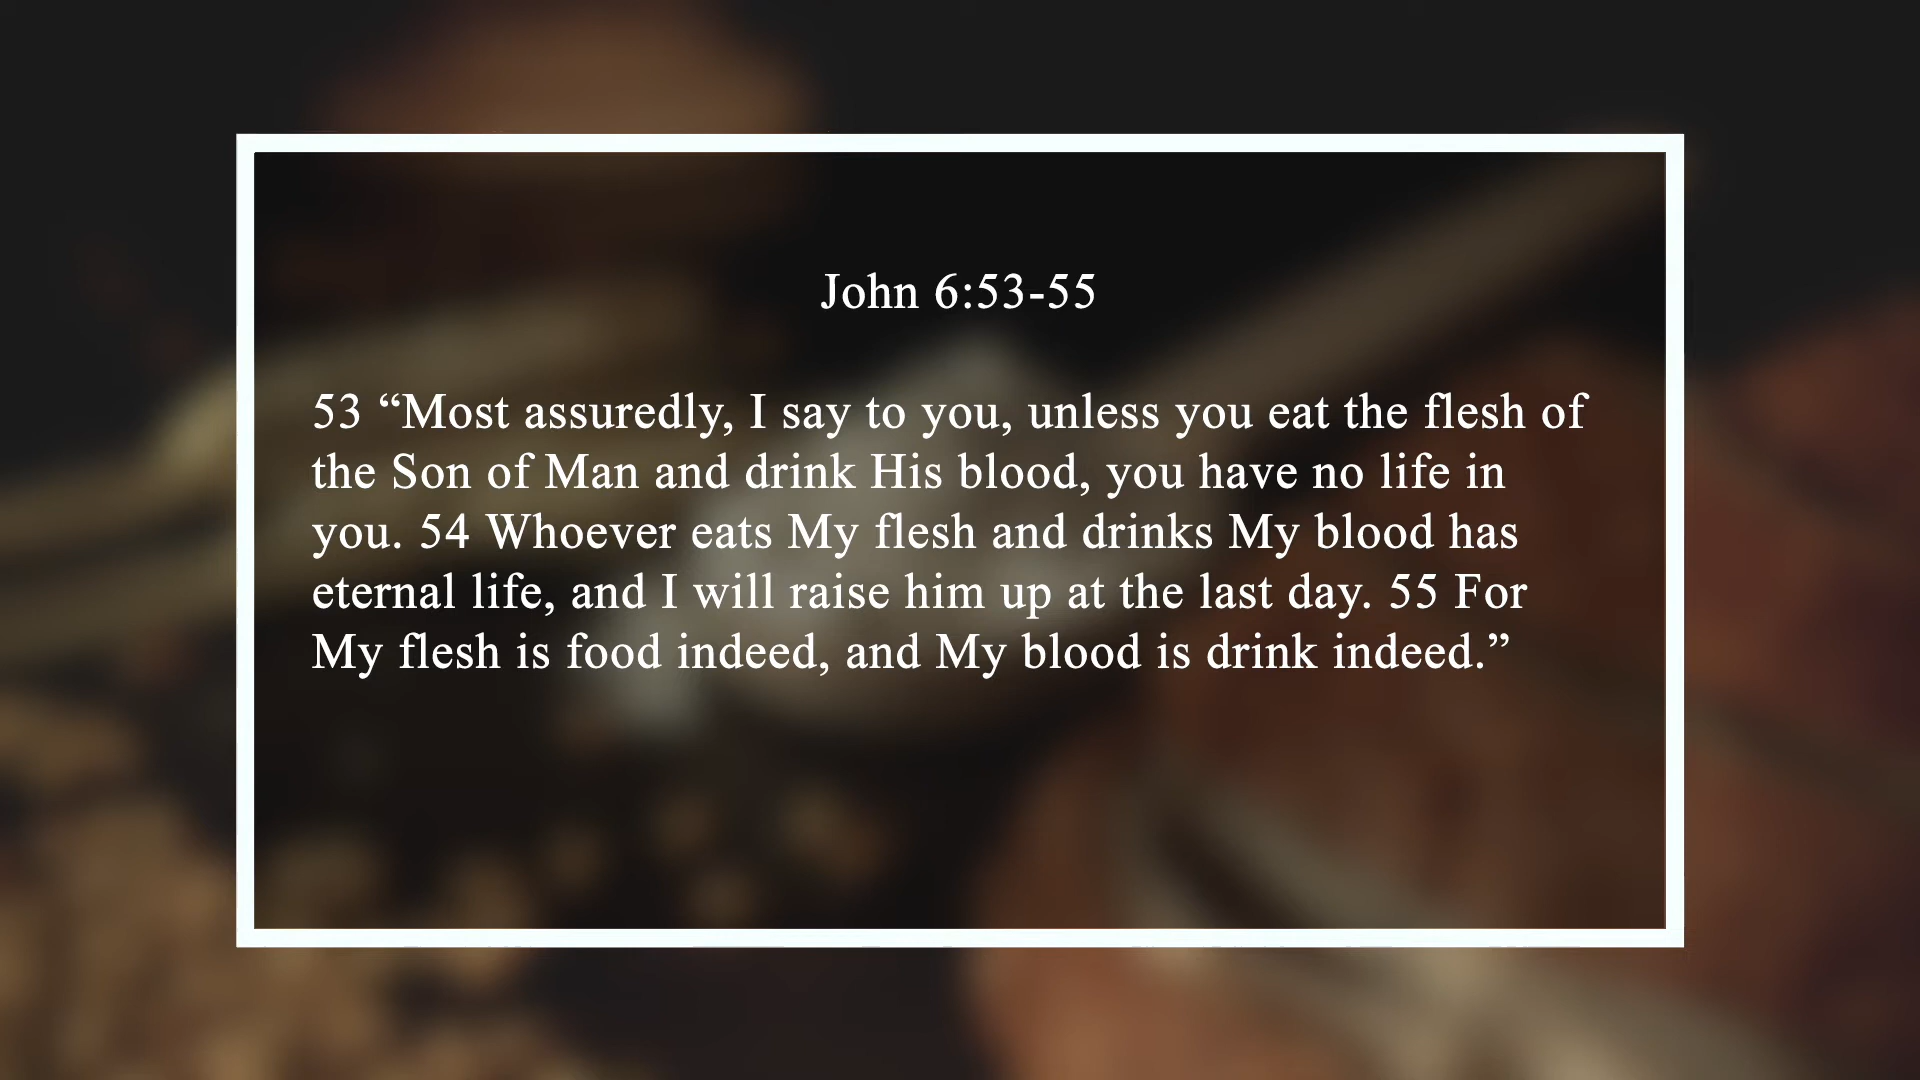 John 6:53-55
53 “Most assuredly, I say to you, unless you eat the flesh of
the Son of Man and drink His blood, you have no life in
you. 54 Whoever eats My flesh and drinks My blood has
eternal life, and I will raise him up at the last day. 55 For
My flesh is food indeed, and My blood is drink indeed.”